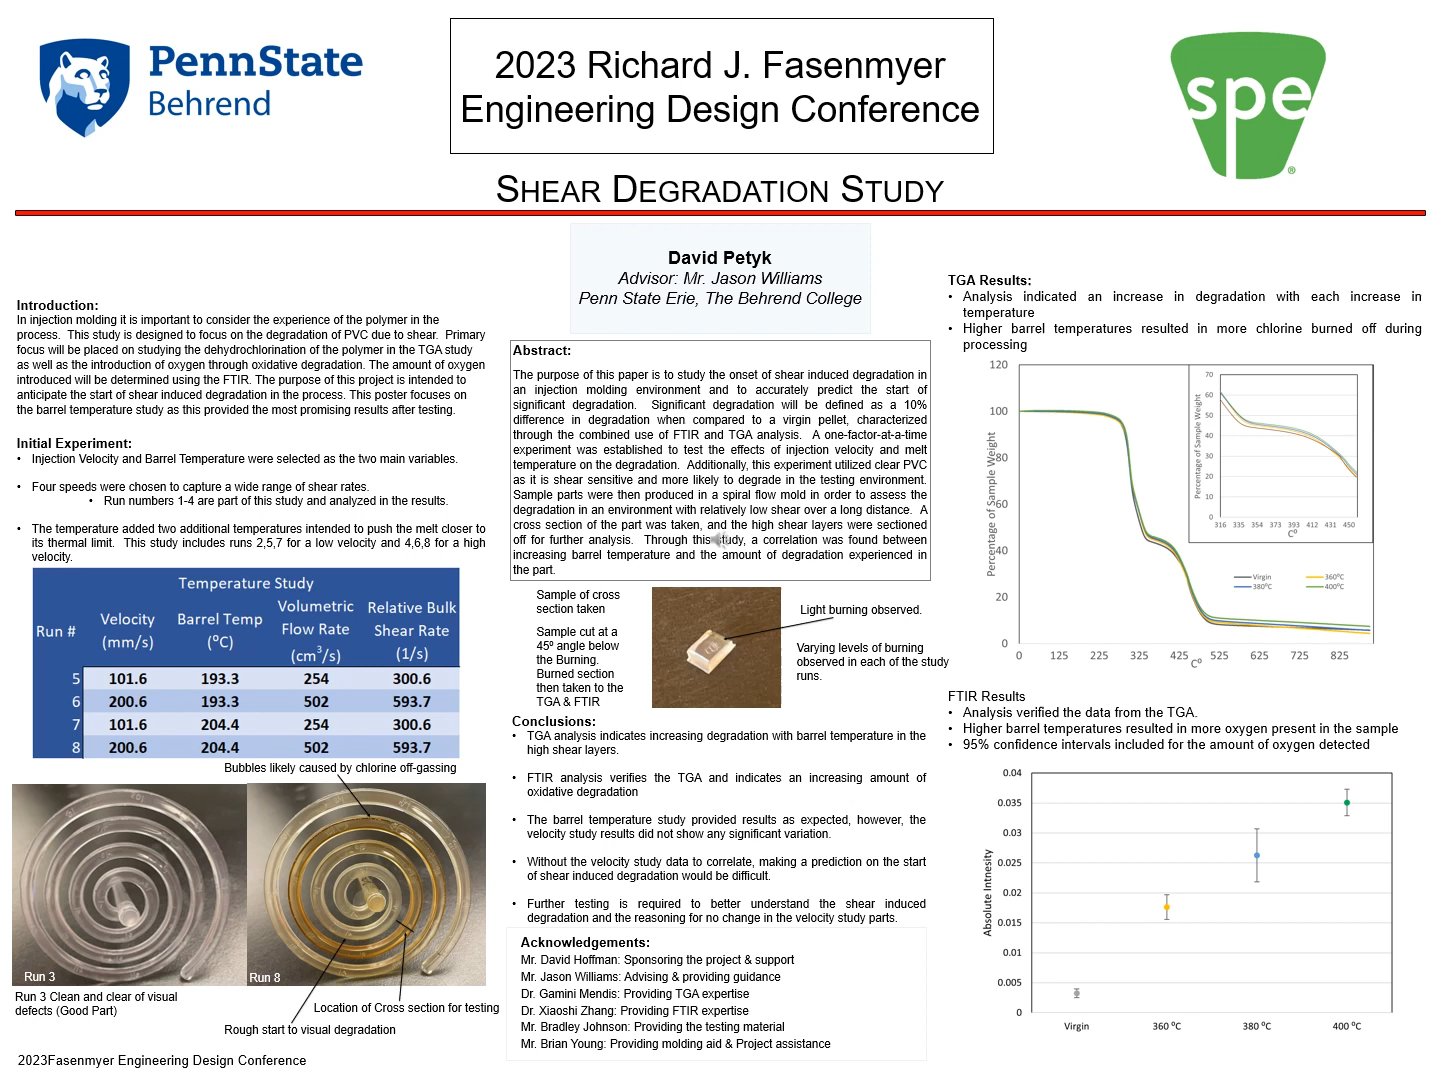 PennState
Behrend
2023 Richard J. Fasenmyer
Engineering Design Conference
spe
®
SHEAR DEGRADATION STUDY
David Petyk
Advisor: Mr. Jason Williams
Penn State Erie, The Behrend College
Introduction:
In injection molding it is important to consider the experience of the polymer in the
process. This study is designed to focus on the degradation of PVC due to shear. Primary
focus will be placed on studying the dehydrochlorination of the polymer in the TGA study
as well as the introduction of oxygen through oxidative degradation. The amount of oxygen
introduced will be determined using the FTIR. The purpose of this project is intended to
anticipate the start of shear induced degradation in the process. This poster focuses on
the barrel temperature study as this provided the most promising results after testing.
Initial Experiment:
• Injection Velocity and Barrel Temperature were selected as the two main variables.
• Four speeds were chosen to capture a wide range of shear rates.
• Run numbers 1-4 are part of this study and analyzed in the results.
• The temperature added two additional temperatures intended to push the melt closer to
its thermal limit. This study includes runs 2,5,7 for a low velocity and 4,6,8 for a high
velocity.
Temperature Study
Run # Velocity (mm/s) Barrel Temp (⁰C) Volumetric Flow Rate (cm³/s) Relative Bulk Shear Rate (1/s)
5 101.6 193.3 254 300.6
6 200.6 193.3 502 593.7
7 101.6 204.4 254 300.6
8 200.6 204.4 502 593.7
Bubbles likely caused by chlorine off-gassing
Run 3
Run 8
Run 3 Clean and clear of visual
defects (Good Part)
Location of Cross section for testing
Rough start to visual degradation
2023Fasenmyer Engineering Design Conference
Abstract:
The purpose of this paper is to study the onset of shear induced degradation in
an injection molding environment and to accurately predict the start of
significant degradation. Significant degradation will be defined as a 10%
difference in degradation when compared to a virgin pellet, characterized
through the combined use of FTIR and TGA analysis. A one-factor-at-a-time
experiment was established to test the effects of injection velocity and melt
temperature on the degradation. Additionally, this experiment utilized clear PVC
as it is shear sensitive and more likely to degrade in the testing environment.
Sample parts were then produced in a spiral flow mold in order to assess the
degradation in an environment with relatively low shear over a long distance. A
cross section of the part was taken, and the high shear layers were sectioned
off for further analysis. Through this study, a correlation was found between
increasing barrel temperature and the amount of degradation experienced in
the part.
Sample of cross
section taken
Sample cut at a
45º angle below
the Burning.
Burned section
then taken to the
TGA & FTIR
Light burning observed.
Varying levels of burning
observed in each of the study
runs.
Conclusions:
• TGA analysis indicates increasing degradation with barrel temperature in the
high shear layers.
• FTIR analysis verifies the TGA and indicates an increasing amount of
oxidative degradation
• The barrel temperature study provided results as expected, however, the
velocity study results did not show any significant variation.
• Without the velocity study data to correlate, making a prediction on the start
of shear induced degradation would be difficult.
• Further testing is required to better understand the shear induced
degradation and the reasoning for no change in the velocity study parts.
Acknowledgements:
Mr. David Hoffman: Sponsoring the project & support
Mr. Jason Williams: Advising & providing guidance
Dr. Gamini Mendis: Providing TGA expertise
Dr. Xiaoshi Zhang: Providing FTIR expertise
Mr. Bradley Johnson: Providing the testing material
Mr. Brian Young: Providing molding aid & Project assistance
TGA Results:
• Analysis indicated an increase in degradation with each increase in
temperature
• Higher barrel temperatures resulted in more chlorine burned off during
processing
Percentage of Sample Weight
120
100
80
60
40
20
0
0 125 225 325 425 525 625 725 825
C⁰
Percentage of Sample Weight
70
60
50
40
30
20
10
0
316 335 354 373 393 412 431 450
C⁰
Virgin 360⁰C
380⁰C 400⁰C
FTIR Results
• Analysis verified the data from the TGA.
• Higher barrel temperatures resulted in more oxygen present in the sample
• 95% confidence intervals included for the amount of oxygen detected
Absolute Intnesity
0.04
0.035
0.03
0.025
0.02
0.015
0.01
0.005
0
Virgin 360 ⁰C 380 ⁰C 400 ⁰C